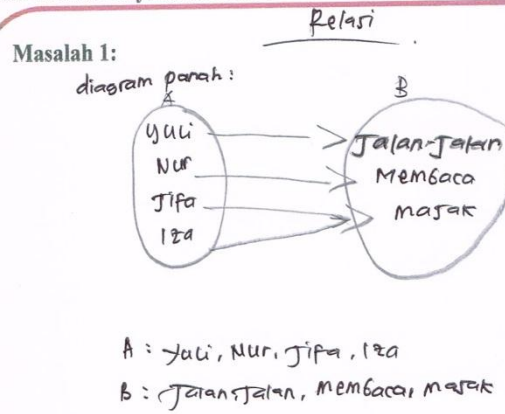 Relasi
Masalah 1:
diagram panah:
A
B
Yuli
Jalan-Jalan
Nur
Membaca
Jifa
masak
Iza
A : Yuli, Nur, Jifa, Iza
B : Jalan-Jalan, membaca, masak